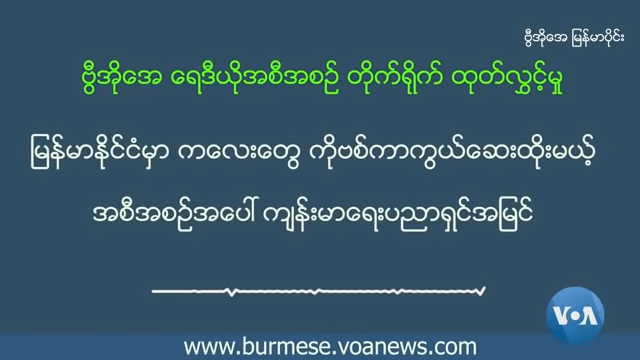 ဗွီအိုအေ မြန်မာပိုင်း
ဗွီအိုအေ ရေဒီယိုအစီအစဉ် တိုက်ရိုက် ထုတ်လွှင့်မှု
မြန်မာနိုင်ငံမှာ ကလေးတွေ ကိုဗစ်ကာကွယ်ဆေးထိုးမယ့်
အစီအစဉ်အပေါ် ကျန်းမာရေးပညာရှင်အမြင်
VOA
www.burmese.voanews.com